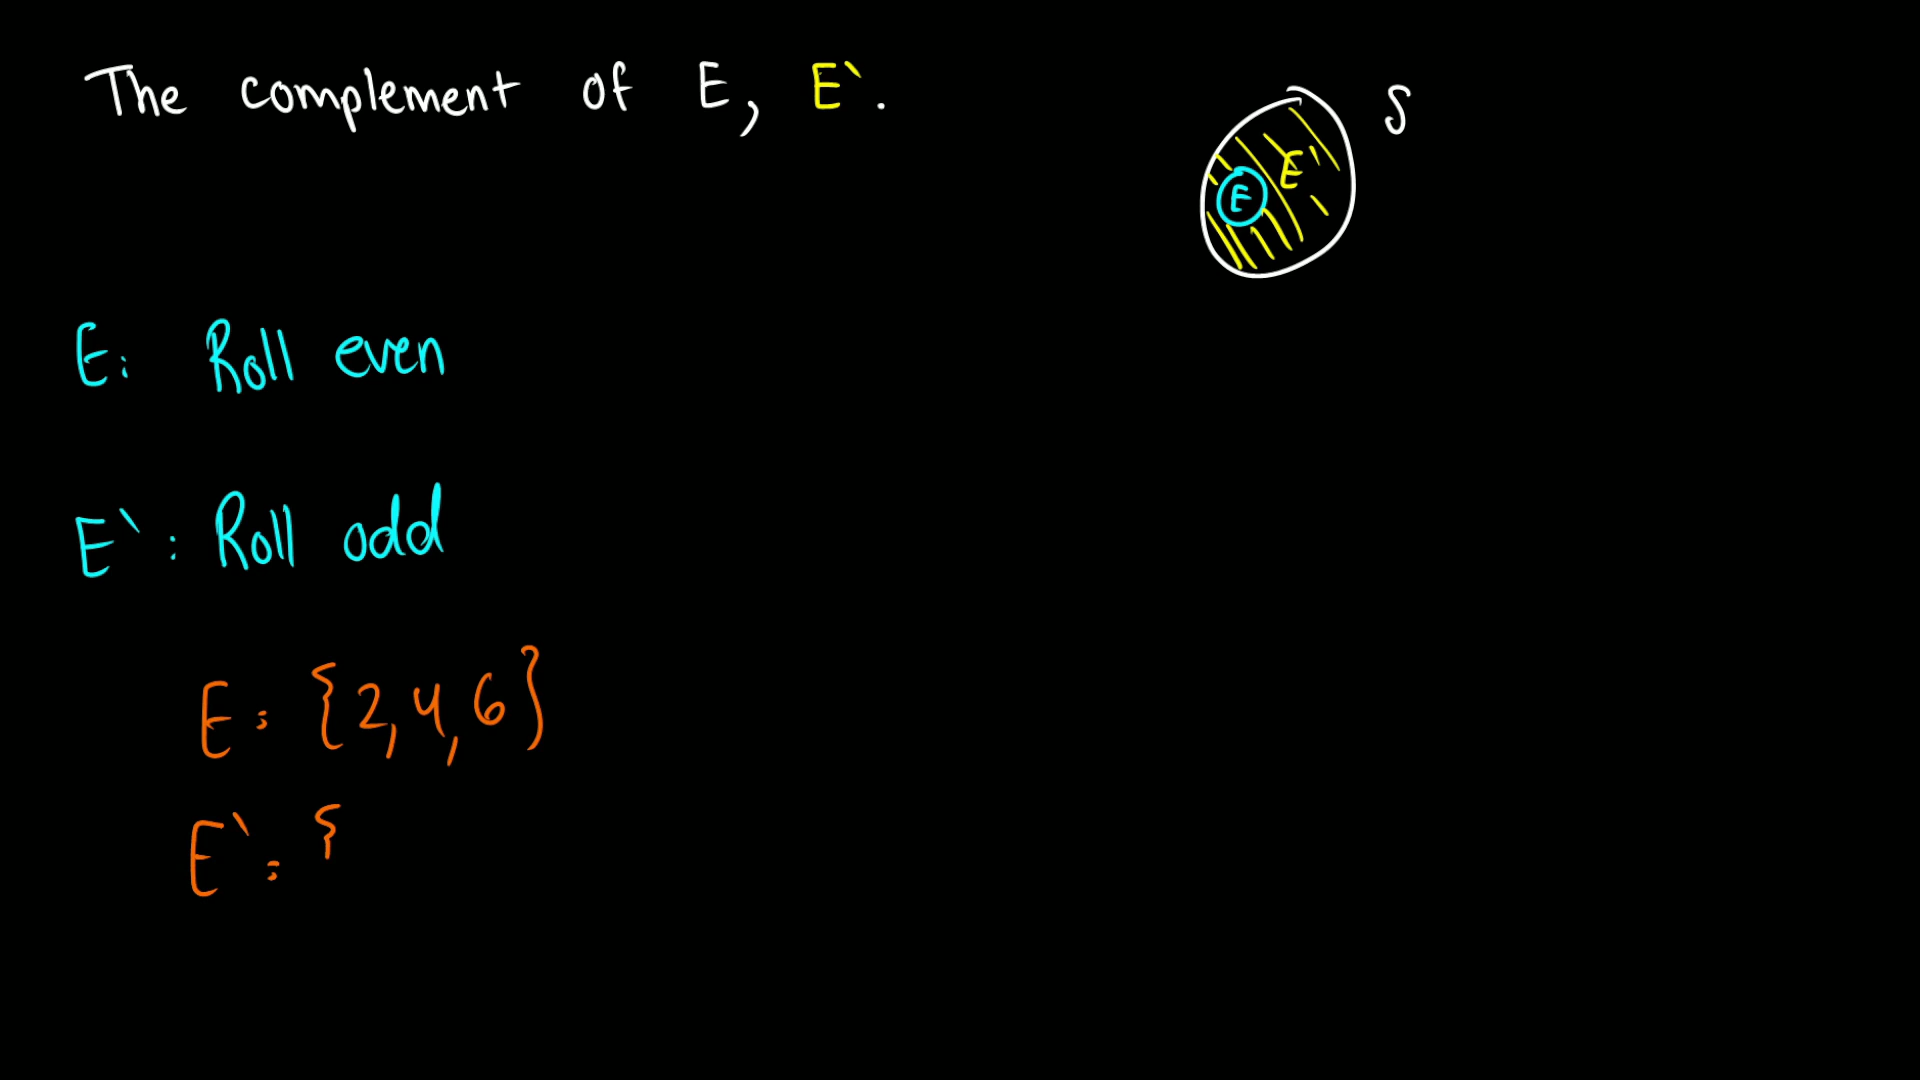 The complement of E, E`.
S
E'
E
E: Roll even
E`: Roll odd
E: {2,4,6}
E`: {